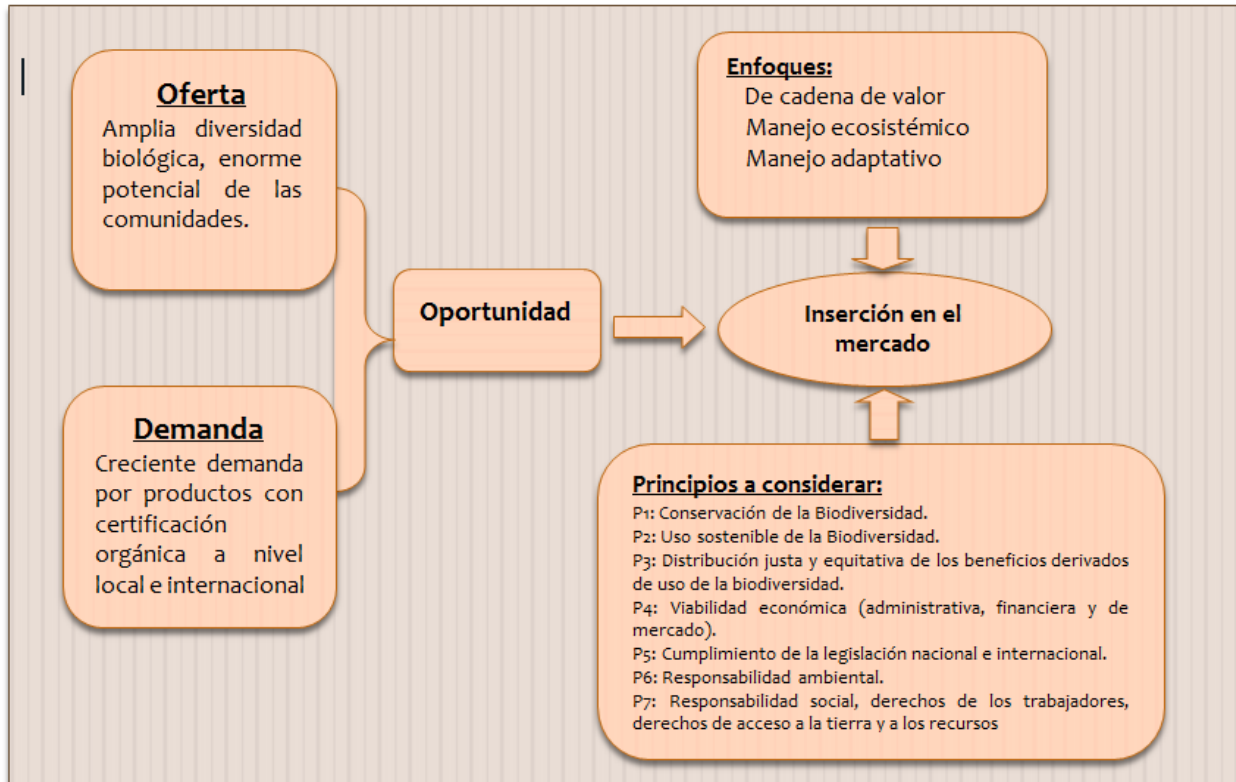 Oferta
Amplia diversidad
biológica, enorme
potencial de las
comunidades.
Demanda
Creciente demanda
por productos con
certificación
orgánica a nivel
local e internacional
Oportunidad
Enfoques:
De cadena de valor
Manejo ecosistémico
Manejo adaptativo
Inserción en el
mercado
Principios a considerar:
P1: Conservación de la Biodiversidad.
P2: Uso sostenible de la Biodiversidad.
P3: Distribución justa y equitativa de los beneficios derivados
de uso de la biodiversidad.
P4: Viabilidad económica (administrativa, financiera y de
mercado).
P5: Cumplimiento de la legislación nacional e internacional.
P6: Responsabilidad ambiental.
P7: Responsabilidad social, derechos de los trabajadores,
derechos de acceso a la tierra y a los recursos